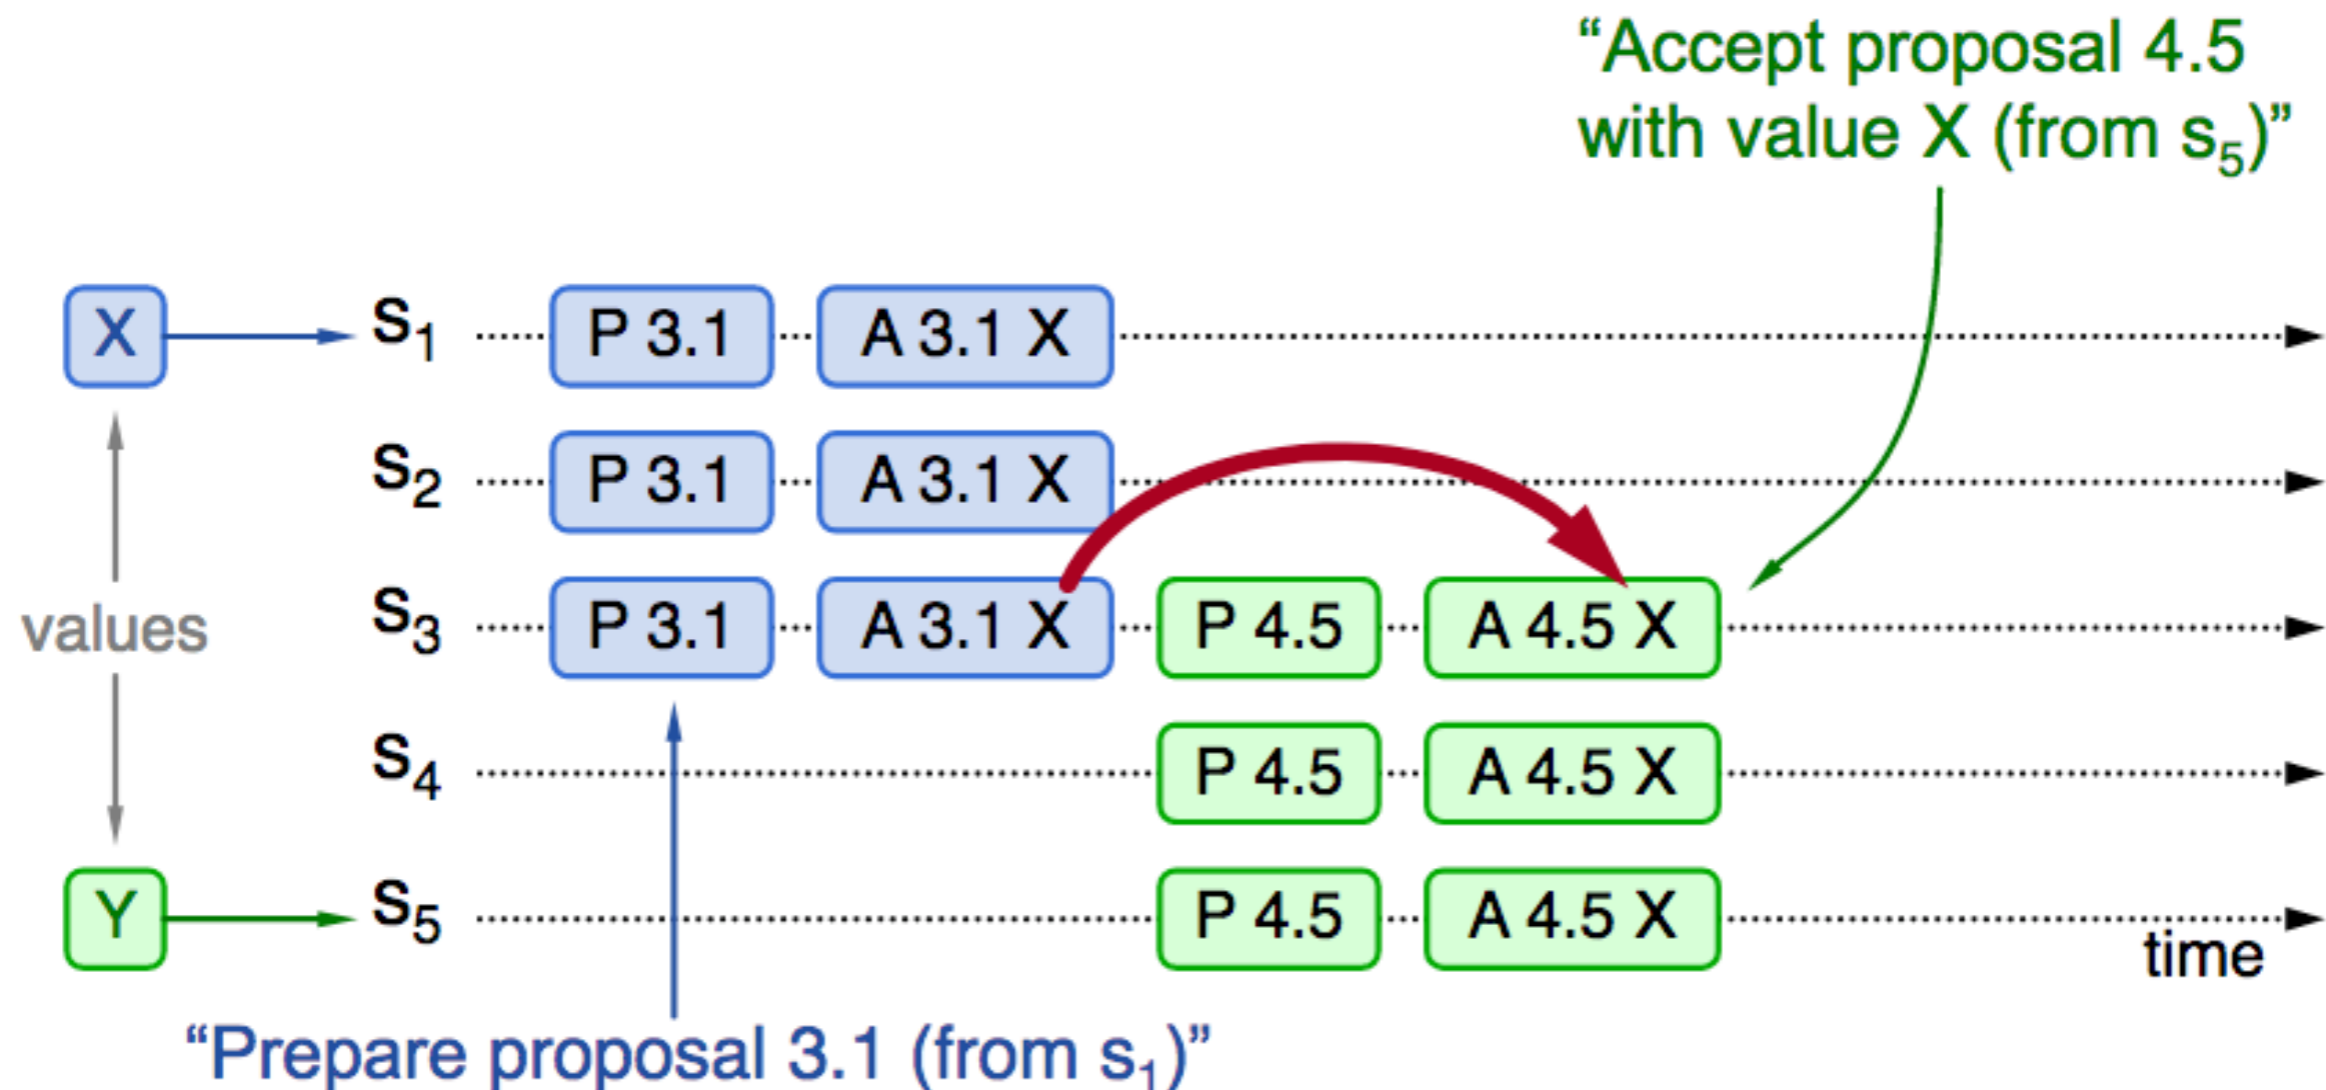 “Accept proposal 4.5
with value X (from s₅)”
X s₁ P 3.1 A 3.1 X
s₂ P 3.1 A 3.1 X
values s₃ P 3.1 A 3.1 X P 4.5 A 4.5 X
s₄ P 4.5 A 4.5 X
Y s₅ P 4.5 A 4.5 X
time
“Prepare proposal 3.1 (from s₁)”